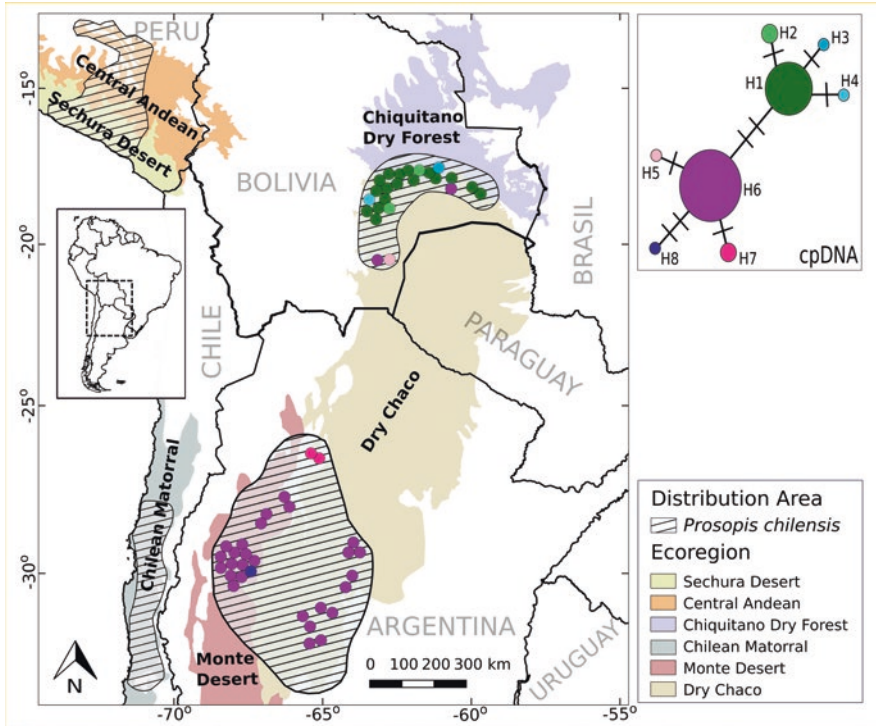 PERU
Central Andean
Sechura Desert
Chiquitano
Dry Forest
BOLIVIA
BRASIL
CHILE
PARAGUAY
Dry Chaco
Chilean Matorral
Monte
Desert
ARGENTINA
URUGUAY
0 100 200 300 km
N
-15°
-20°
-25°
-30°
-70°
-65°
-60°
-55°
H2
H3
H1
H4
H5
H6
H8
H7
cpDNA
Distribution Area
Prosopis chilensis
Ecoregion
Sechura Desert
Central Andean
Chiquitano Dry Forest
Chilean Matorral
Monte Desert
Dry Chaco